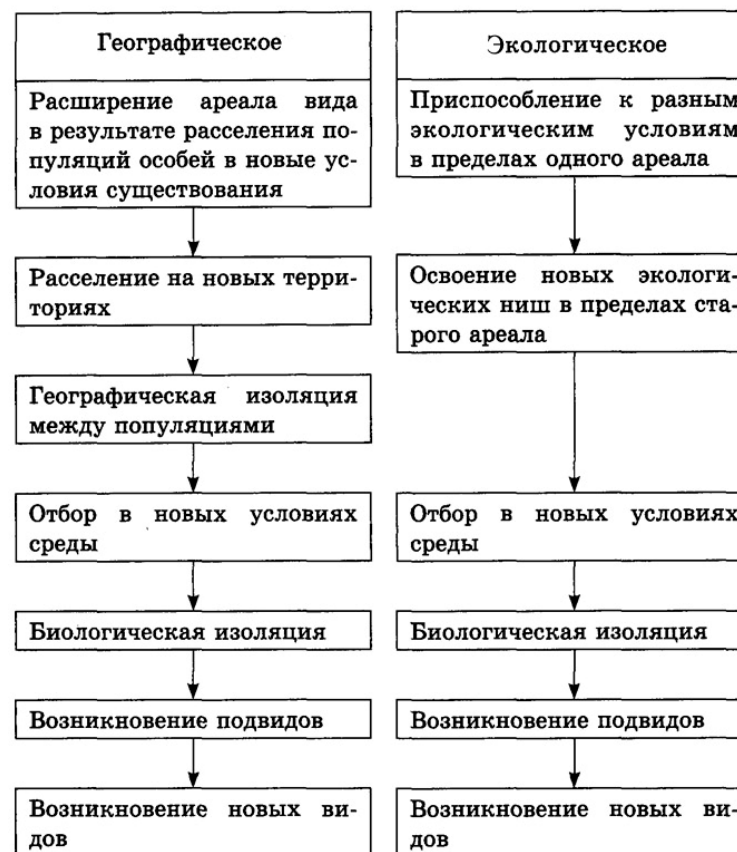 Географическое
Расширение ареала вида
в результате расселения по-
пуляций особей в новые ус-
ловия существования
Расселение на новых терри-
ториях
Географическая изоляция
между популяциями
Отбор в новых условиях
среды
Биологическая изоляция
Возникновение подвидов
Возникновение новых ви-
дов
Экологическое
Приспособление к разным
экологическим условиям
в пределах одного ареала
Освоение новых экологи-
ческих ниш в пределах ста-
рого ареала
Отбор в новых условиях
среды
Биологическая изоляция
Возникновение подвидов
Возникновение новых ви-
дов